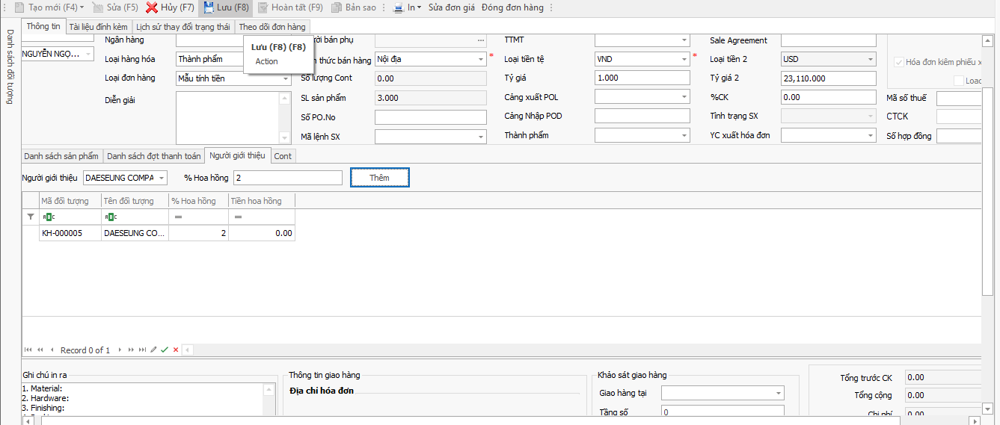 Tạo mới (F4) Sửa (F5) Hủy (F7) Lưu (F8) Hoàn tất (F9) Bản sao In Sửa đơn giá Đóng đơn hàng
Danh sách đối tượng
Thông tin Tài liệu đính kèm Lịch sử thay đổi trạng thái Theo dõi đơn hàng
Lưu (F8) (F8)
Action
Ngân hàng bán phụ ... TTMT Sale Agreement
NGUYỄN NGỌ... Loại hàng hóa Thành phẩm thức bán hàng Nội địa * Loại tiền tệ VND * Loại tiền 2 USD Hóa đơn kiêm phiếu x
Loại đơn hàng Mẫu tính tiền Số lượng Cont 0.00 Tỷ giá 1.000 Tỷ giá 2 23,110.000 Load
Diễn giải SL sản phẩm 3.000 Cảng xuất POL %CK 0.00 Mã số thuế
Số PO.No Cảng Nhập POD Tình trạng SX CTCK
Mã lệnh SX Thành phẩm YC xuất hóa đơn Số hợp đồng
Danh sách sản phẩm Danh sách đợt thanh toán Người giới thiệu Cont
Người giới thiệu DAESEUNG COMPA % Hoa hồng 2 Thêm
Mã đối tượng Tên đối tượng % Hoa hồng Tiền hoa hồng
ABC ABC = =
KH-000005 DAESEUNG CO... 2 0.00
Record 0 of 1
Ghi chú in ra Thông tin giao hàng Khảo sát giao hàng
1. Material: Địa chỉ hóa đơn Giao hàng tại Tổng trước CK 0.00
2. Hardware: Tổng cộng 0.00
3. Finishing: Tầng số 0 Chi phí 0.00